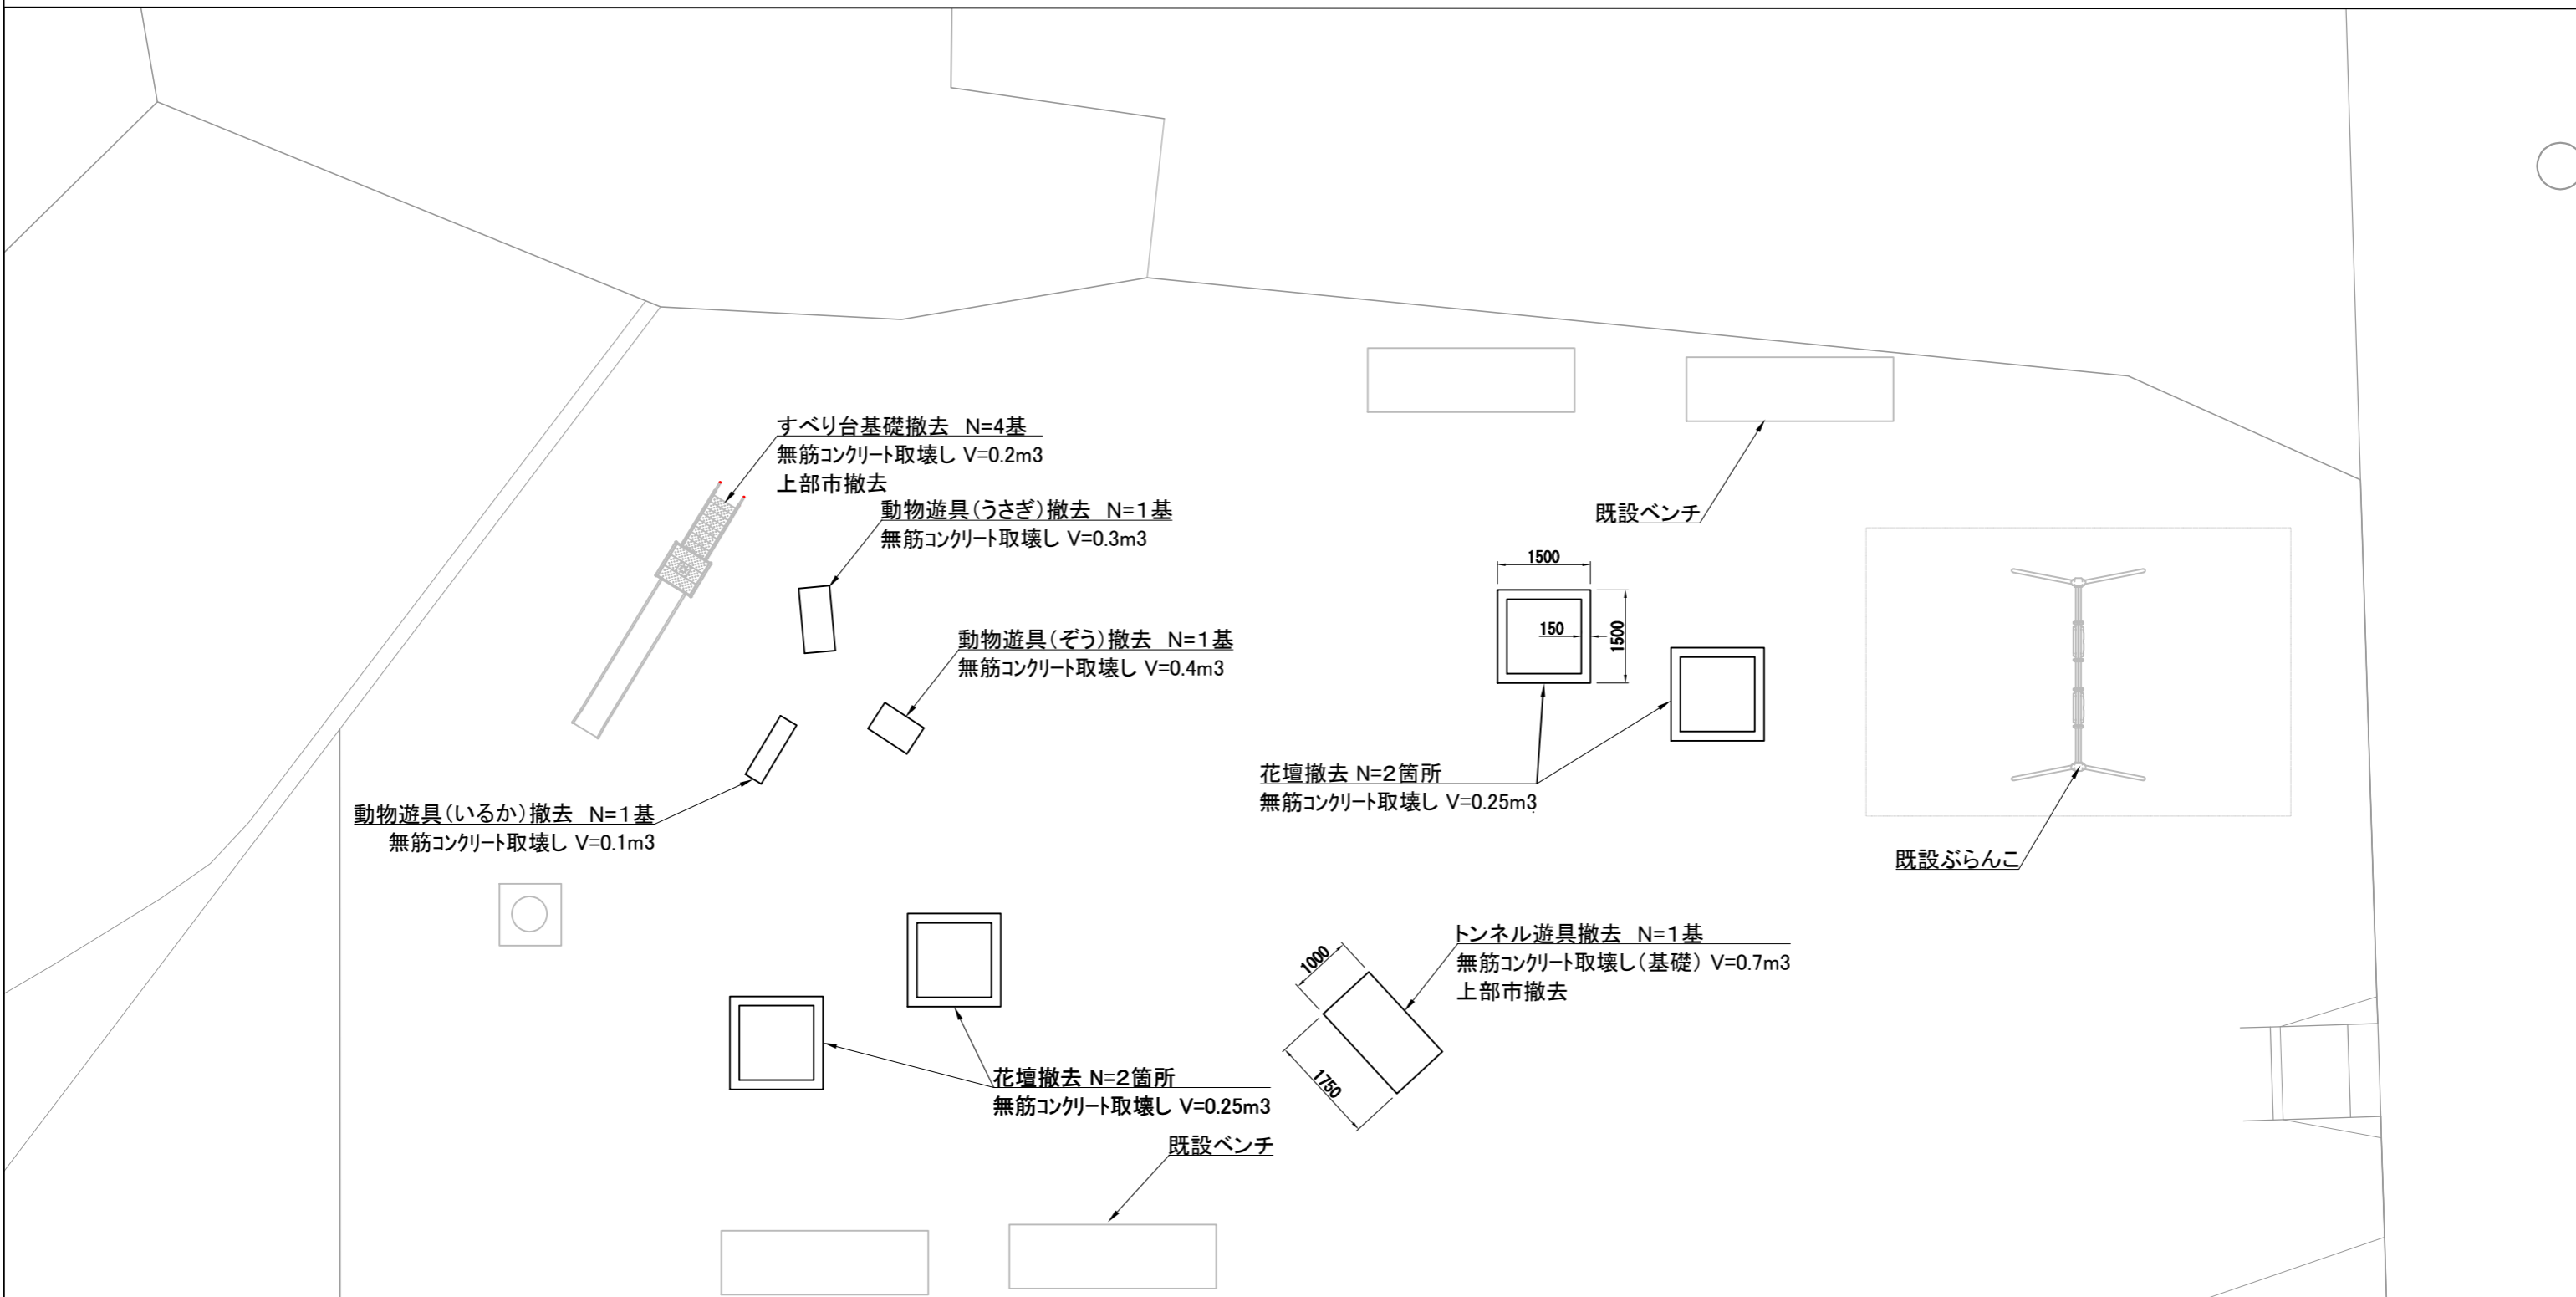 すべり台基礎撤去 N=4基
無筋コンクリート取壊し V=0.2m3
上部市撤去
動物遊具(うさぎ)撤去 N=1基
無筋コンクリート取壊し V=0.3m3
既設ベンチ
1500
150
1500
動物遊具(ぞう)撤去 N=1基
無筋コンクリート取壊し V=0.4m3
花壇撤去 N=2箇所
無筋コンクリート取壊し V=0.25m3
動物遊具(いるか)撤去 N=1基
無筋コンクリート取壊し V=0.1m3
既設ぶらんこ
トンネル遊具撤去 N=1基
無筋コンクリート取壊し(基礎) V=0.7m3
上部市撤去
1000
1750
花壇撤去 N=2箇所
無筋コンクリート取壊し V=0.25m3
既設ベンチ